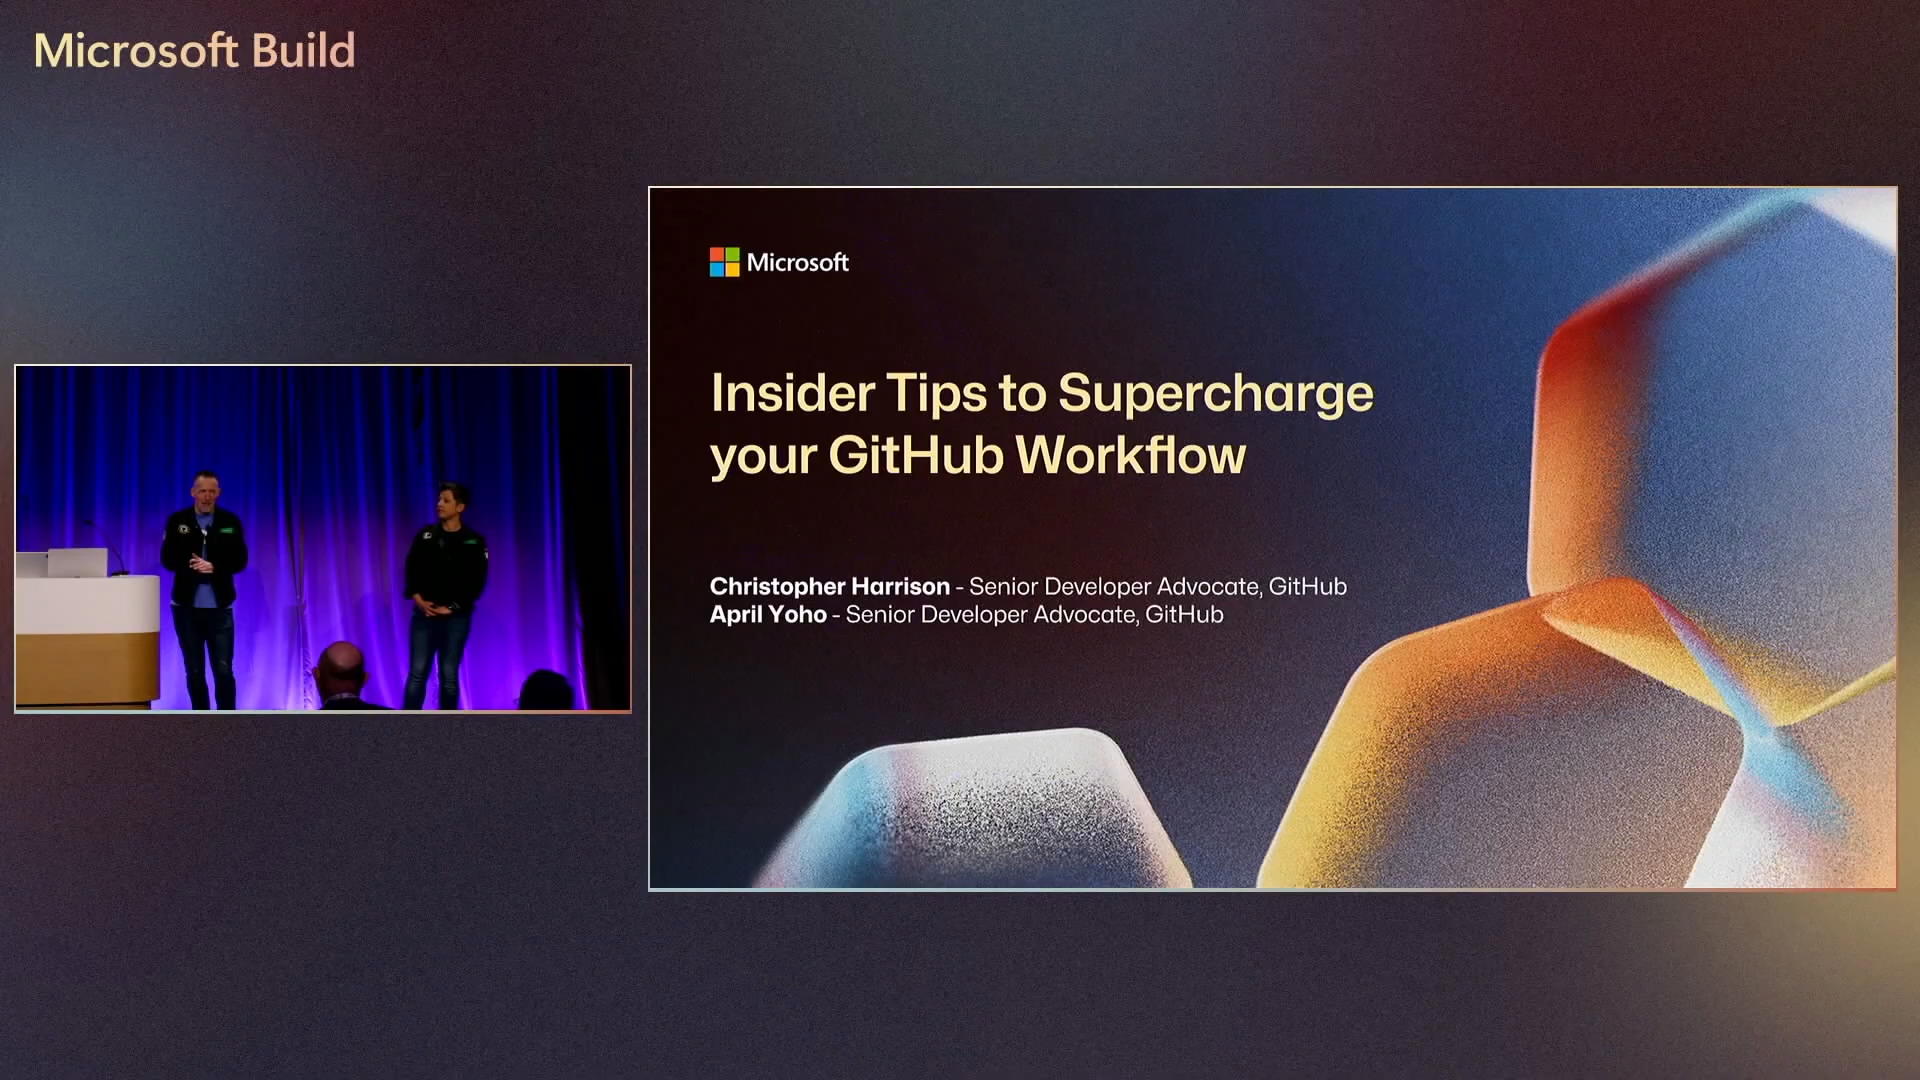 Microsoft Build
Microsoft
Insider Tips to Supercharge
your GitHub Workflow
Christopher Harrison - Senior Developer Advocate, GitHub
April Yoho - Senior Developer Advocate, GitHub